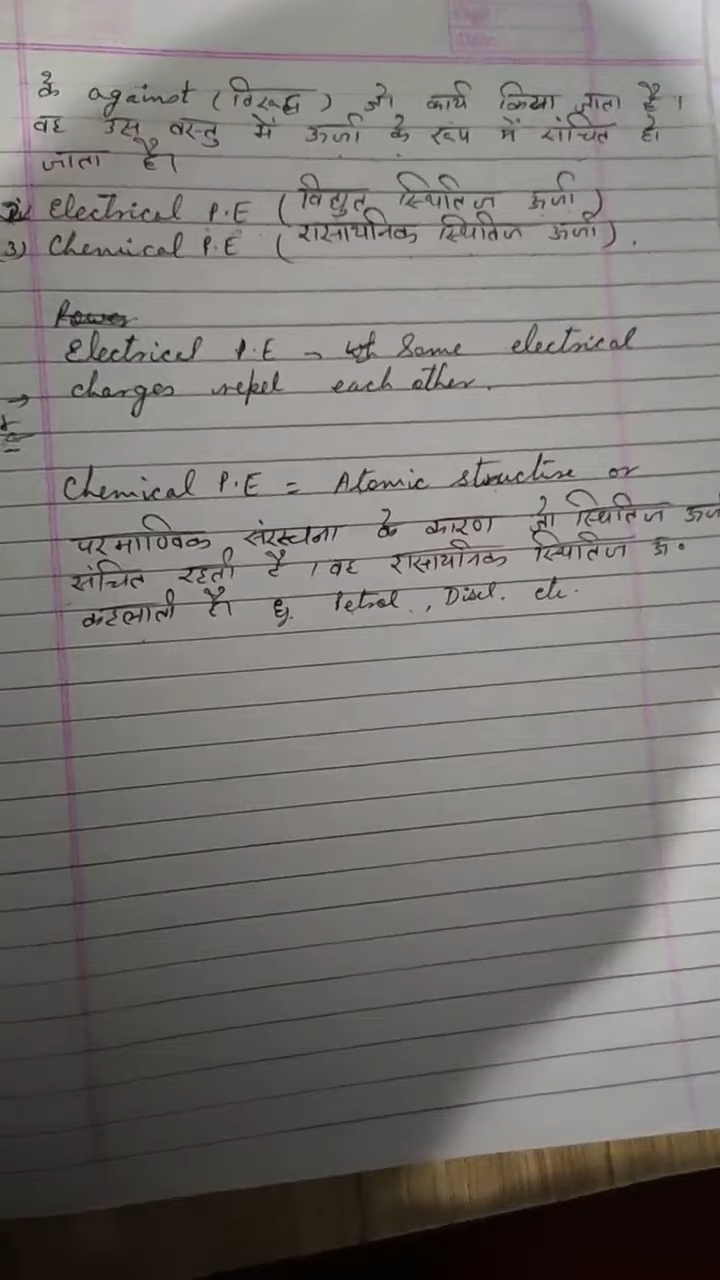 के against (विरूद्ध) जो कार्य किया जाता है।
वह उस वस्तु में ऊर्जा के रूप में संचित हो
जाता है।
2) Electrical P.E (विद्युत स्थितिज ऊर्जा)
3) Chemical P.E (रासायनिक स्थितिज ऊर्जा).
Power
Electrical P.E → Same electrical
→ charges repel each other.
Chemical P.E = Atomic structure or
परमाण्विक संरचना के कारण जो स्थितिज ऊर्जा
संचित रहती है। वह रासायनिक स्थितिज ऊ॰
कहलाती है। eg. Petrol, Disel. etc.